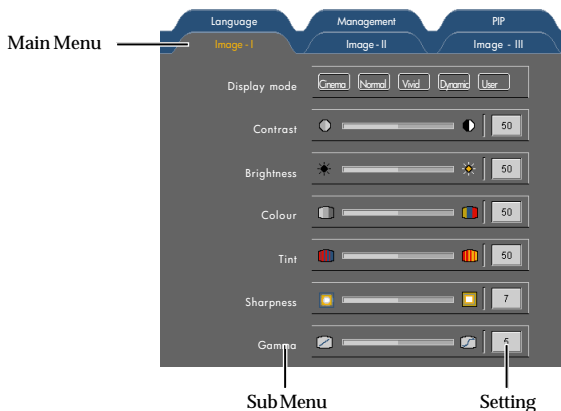 Language Management PIP
Main Menu
Image - I Image - II Image - III
Display mode Cinema Normal Vivid Dynamic User
Contrast 50
Brightness 50
Colour 50
Tint 50
Sharpness 7
Gamma 6
Sub Menu Setting